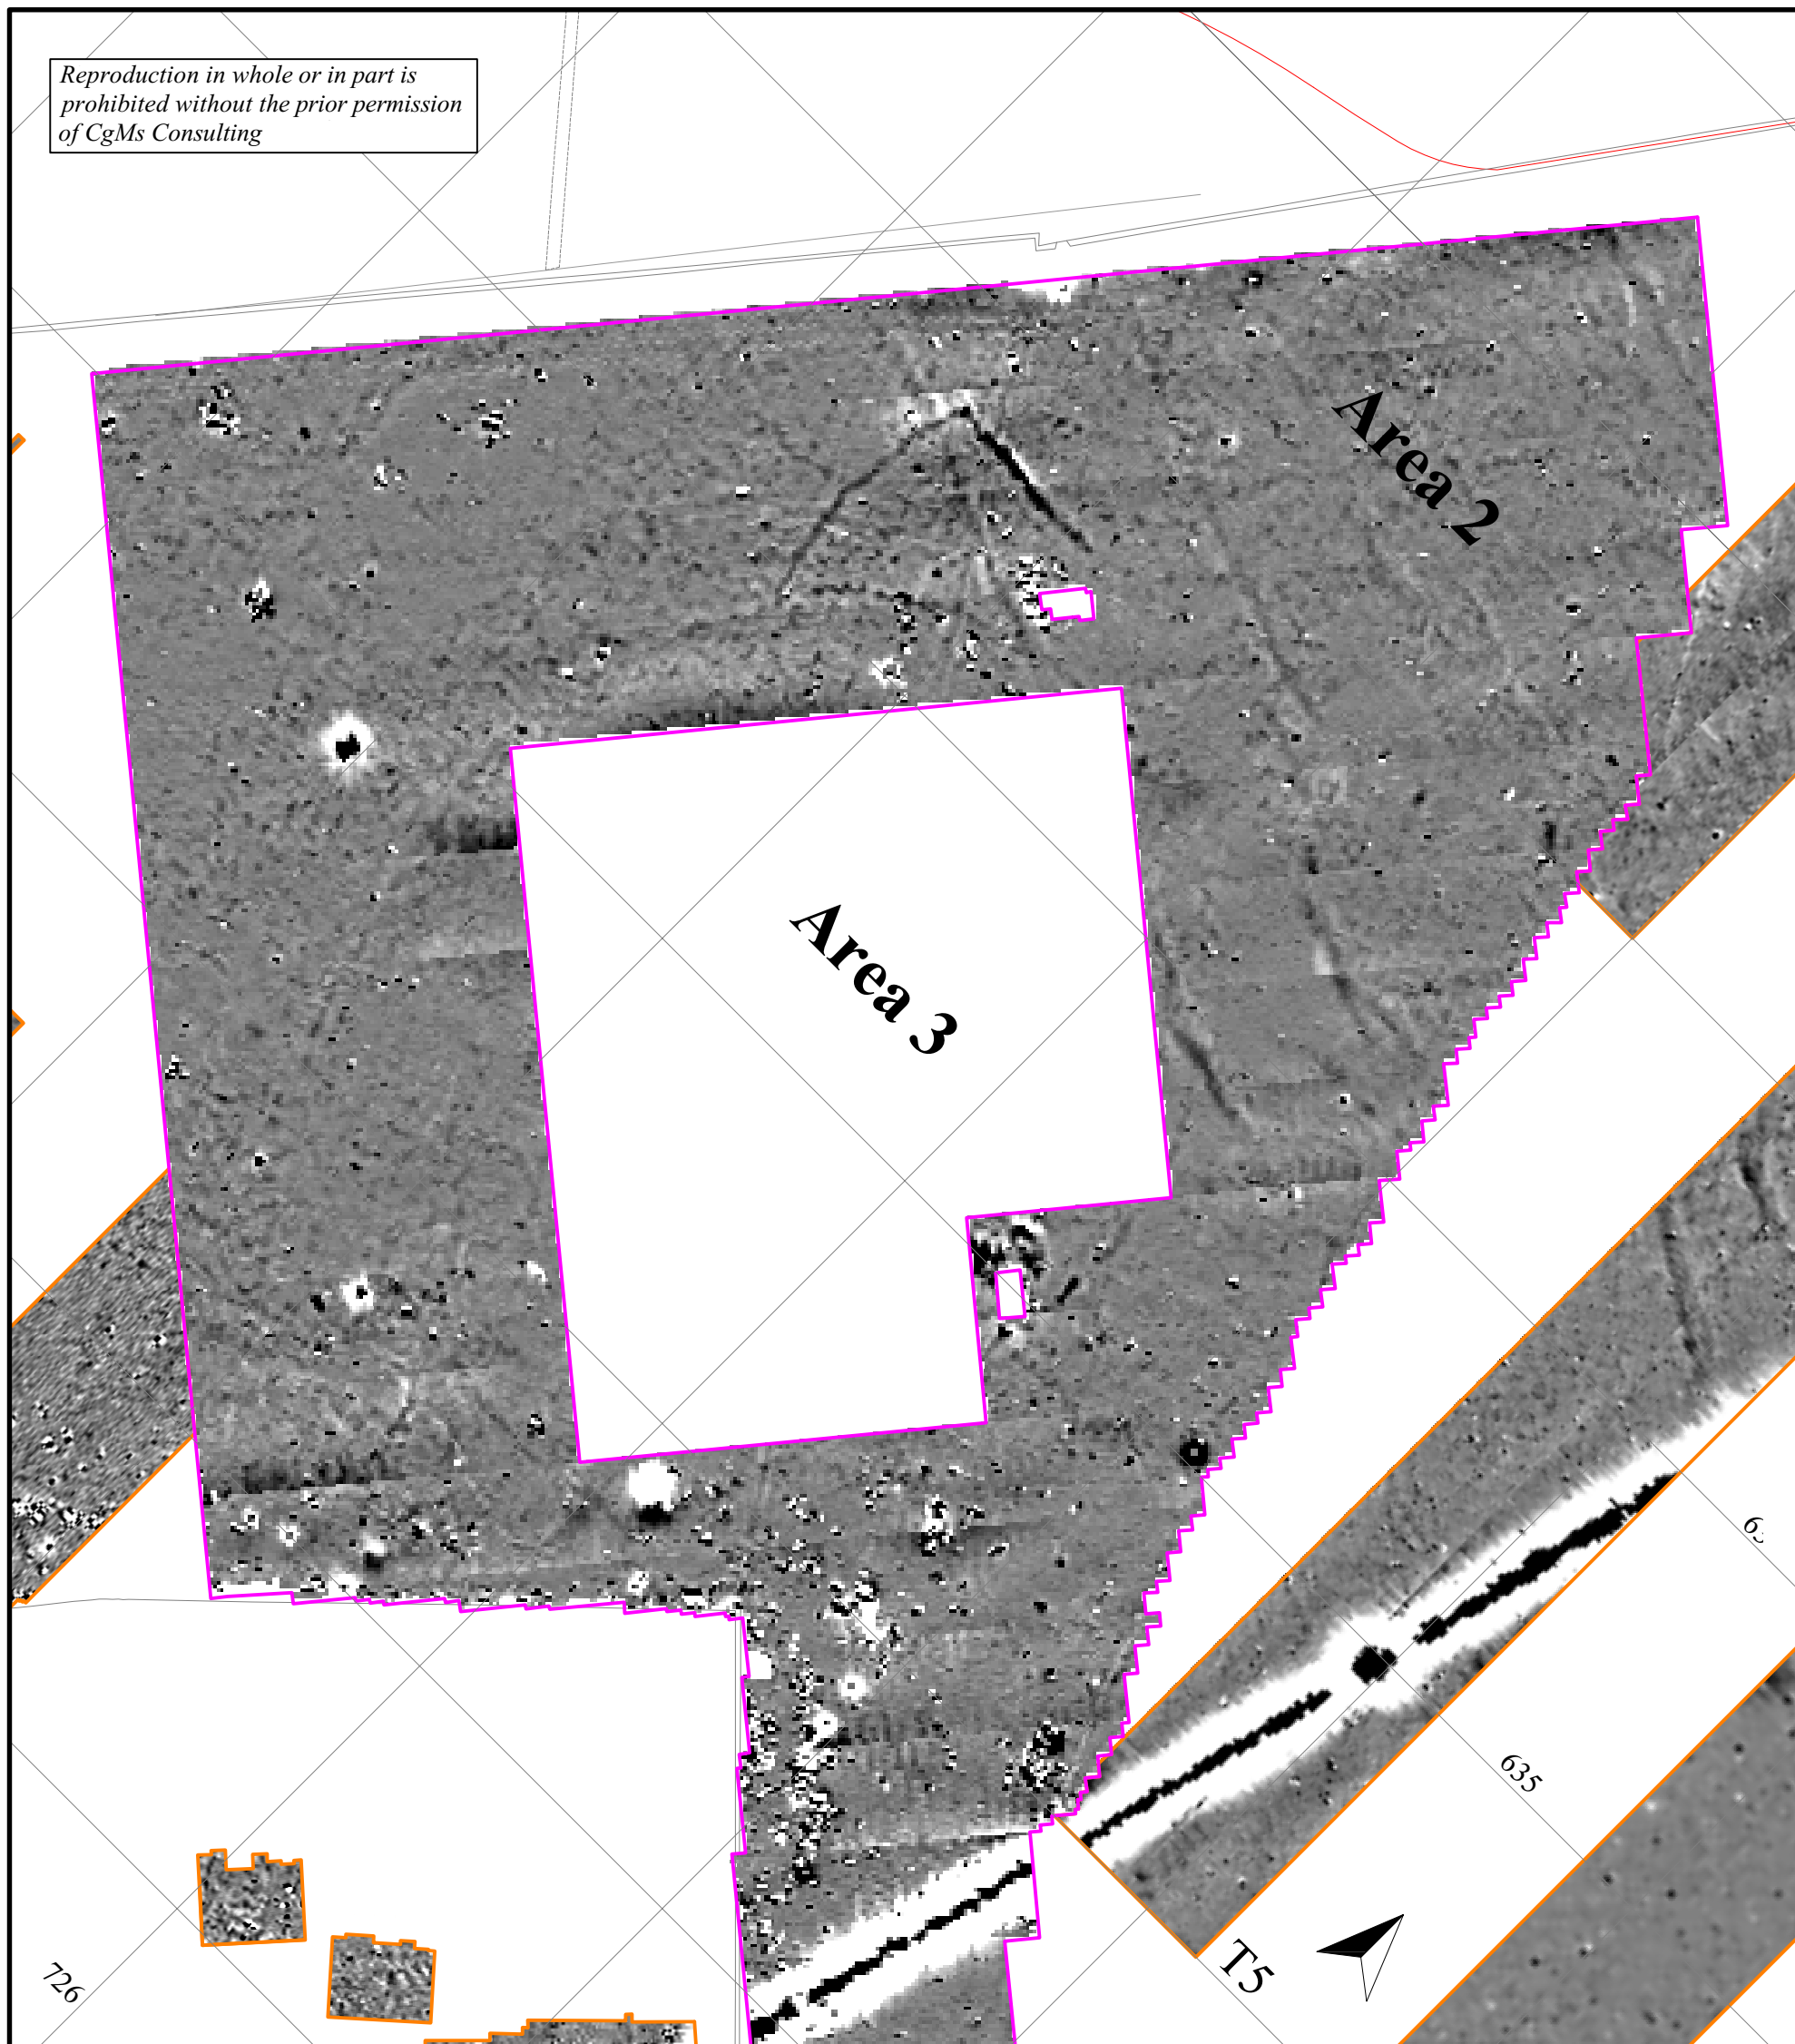 Reproduction in whole or in part is
prohibited without the prior permission
of CgMs Consulting
Area 2
Area 3
635
T5
726